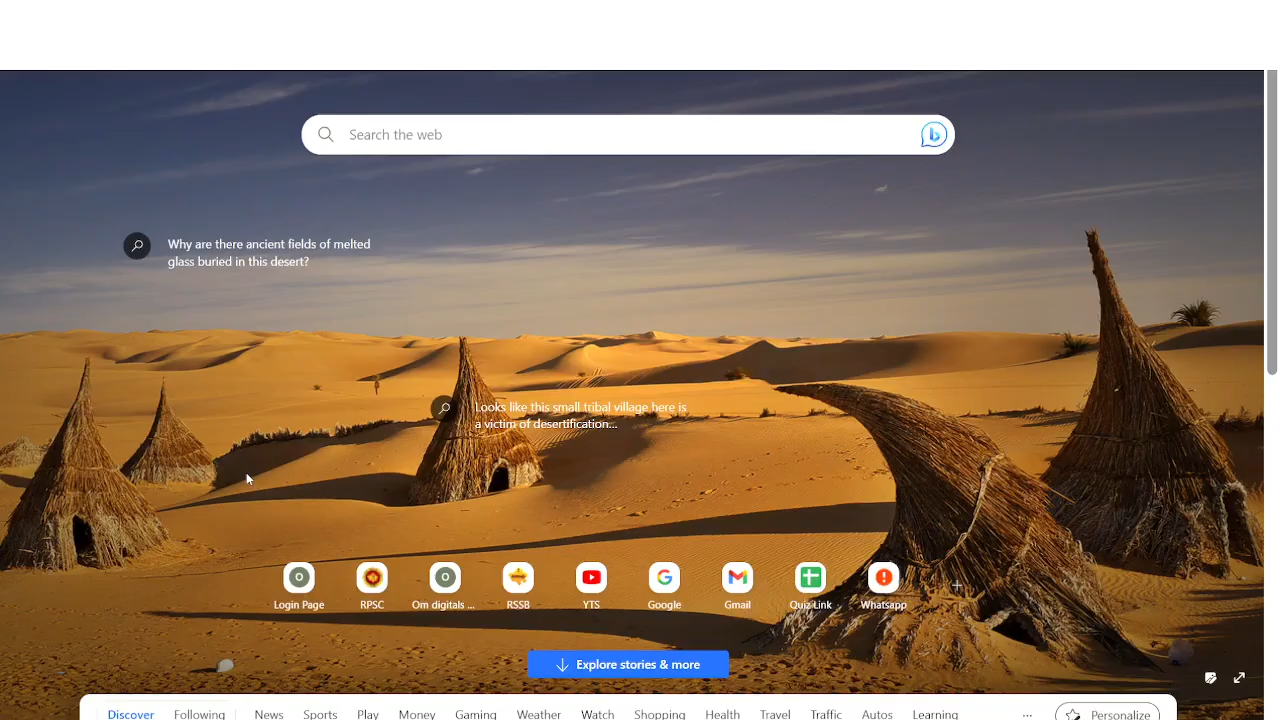 Search the web
Why are there ancient fields of melted
glass buried in this desert?
Looks like this small tribal village here is
a victim of desertification...
Login Page
RPSC
Om digitals ...
RSSB
YTS
Google
Gmail
Quiz Link
Whatsapp
Explore stories & more
Discover
Following
News
Sports
Play
Money
Gaming
Weather
Watch
Shopping
Health
Travel
Traffic
Autos
Learning
...
Personalize